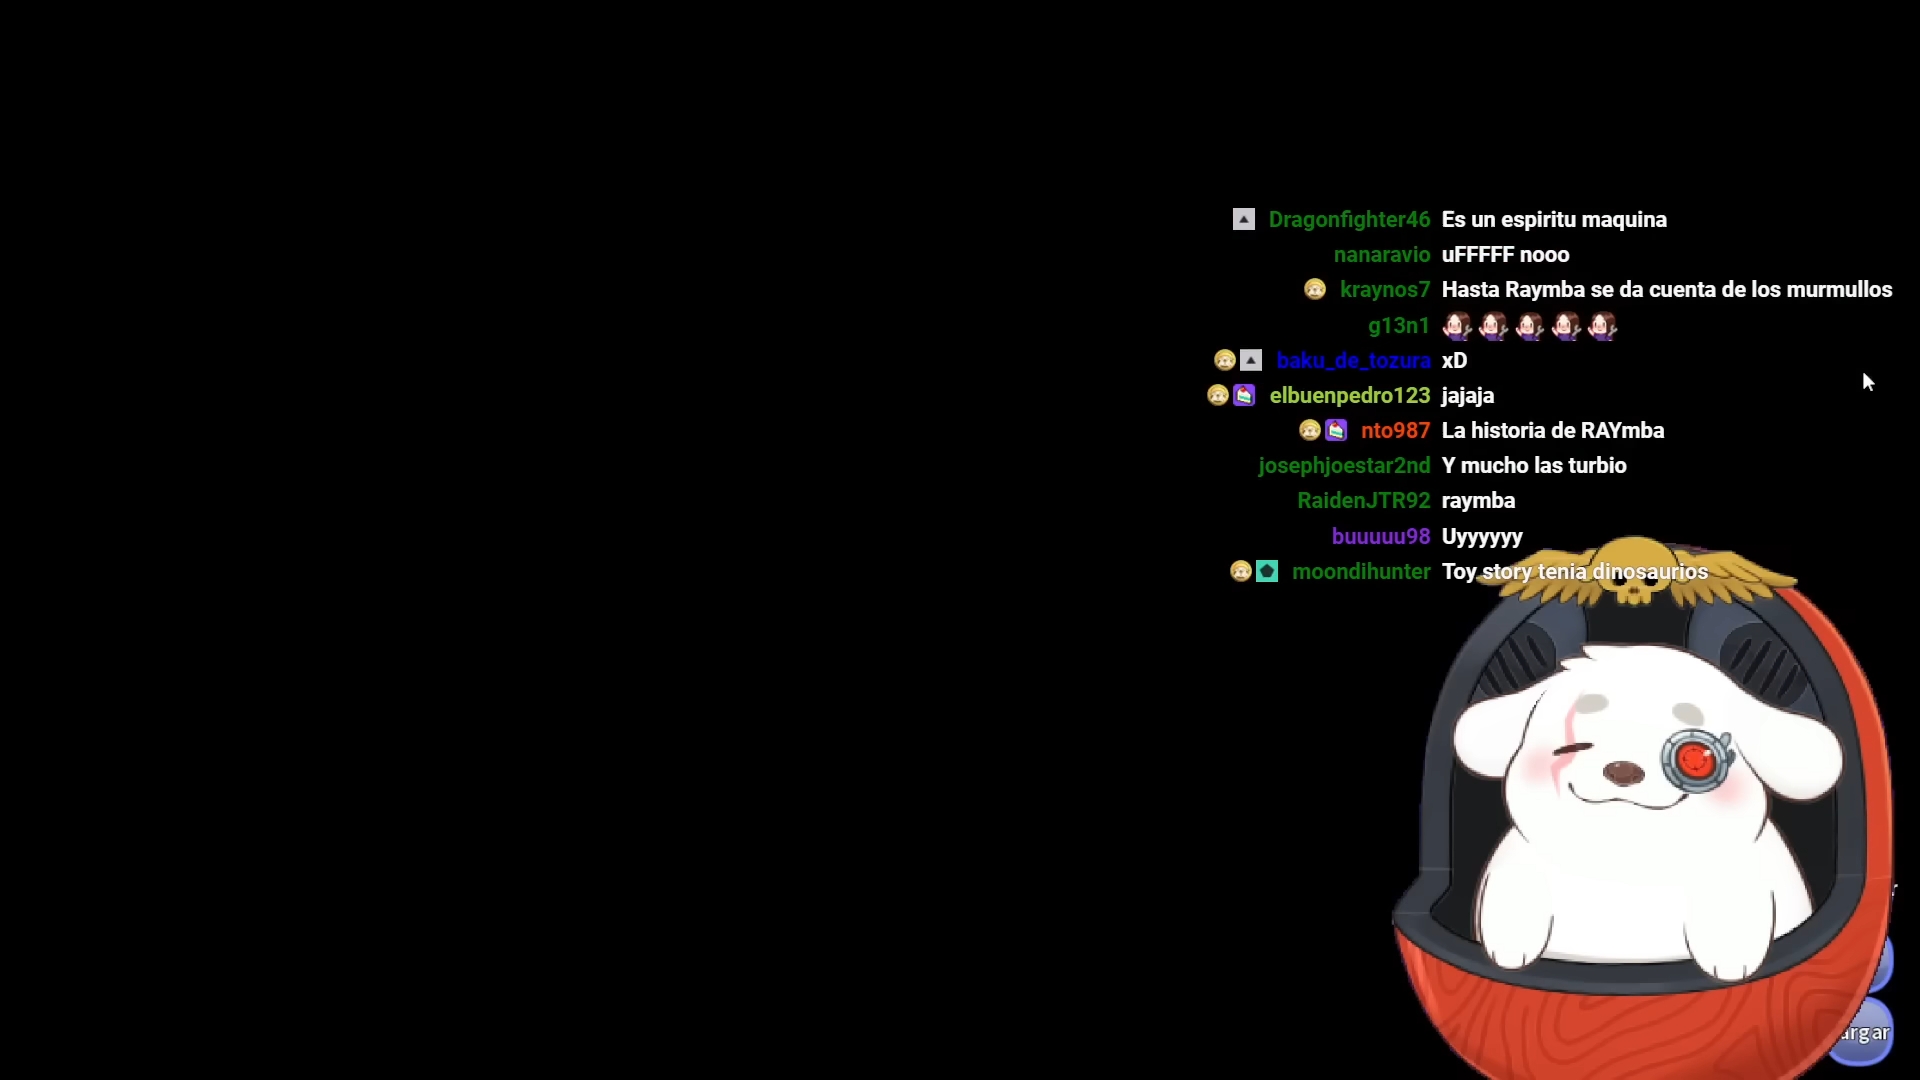 Dragonfighter46 Es un espiritu maquina
nanaravio uFFFFF nooo
kraynos7 Hasta Raymba se da cuenta de los murmullos
g13n1
baku_de_tozura xD
elbuenpedro123 jajaja
nto987 La historia de RAYmba
josephjoestar2nd Y mucho las turbio
RaidenJTR92 raymba
buuuuu98 Uyyyyyy
moondihunter Toy story tenia dinosaurios